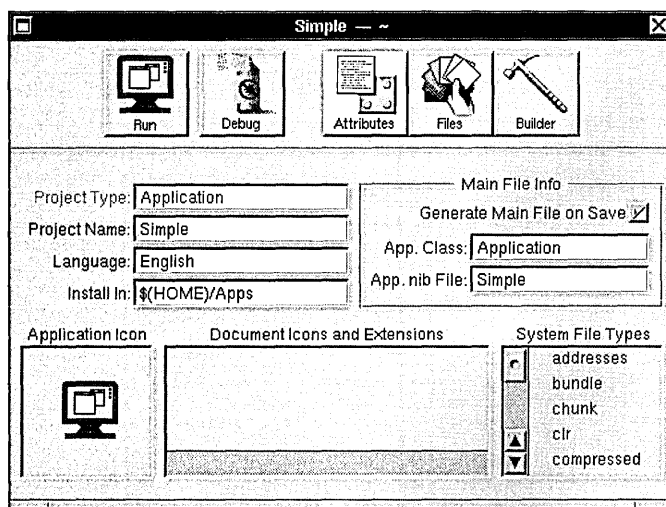 Simple — ~
Run
Debug
Attributes
Files
Builder
Project Type: Application
Project Name: Simple
Language: English
Install In: $(HOME)/Apps
Main File Info
Generate Main File on Save
App. Class: Application
App. nib File: Simple
Application Icon
Document Icons and Extensions
System File Types
addresses
bundle
chunk
clr
compressed